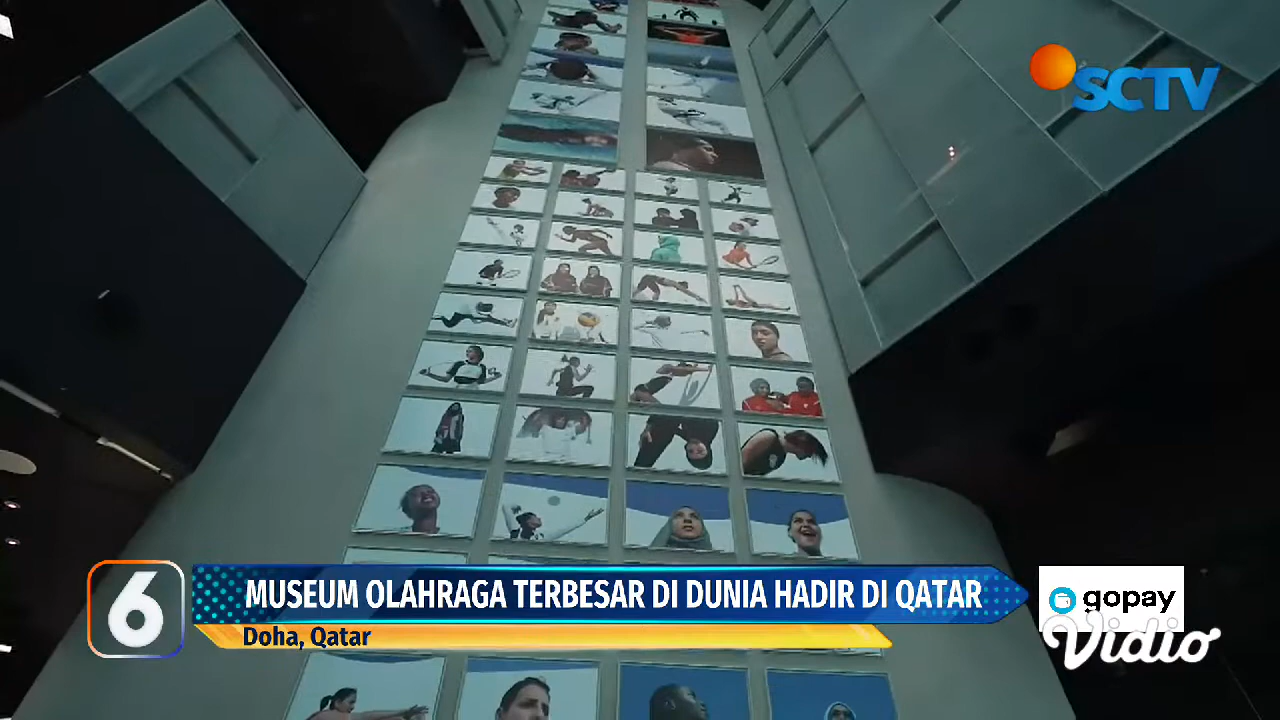 SCTV
6
MUSEUM OLAHRAGA TERBESAR DI DUNIA HADIR DI QATAR
Doha, Qatar
gopay
Vidio